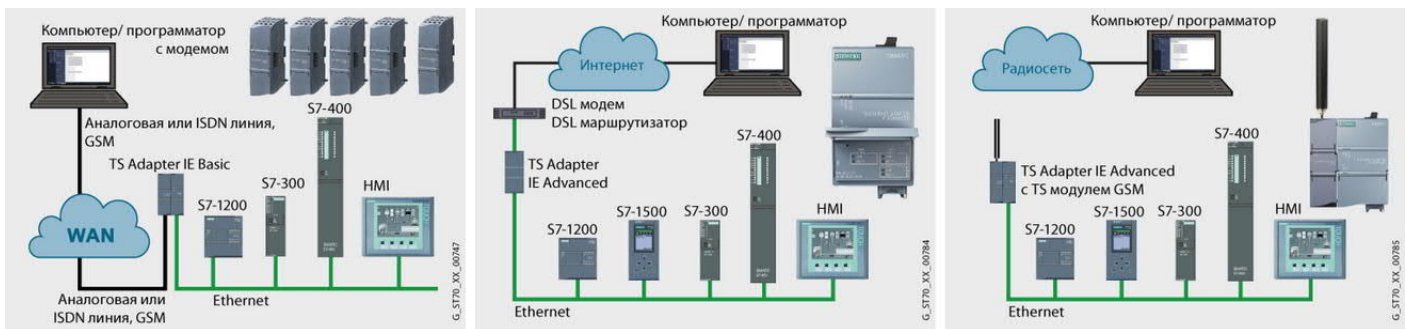 Компьютер/ программатор
с модемом
S7-400
Аналоговая или ISDN линия,
GSM
TS Adapter IE Basic
S7-300
HMI
S7-1200
WAN
Ethernet
Аналоговая или
ISDN линия, GSM
G_ST70_XX_00747
Компьютер/ программатор
Интернет
SIEMENS
DSL модем
DSL маршрутизатор
S7-400
TS Adapter
IE Advanced
S7-300
HMI
S7-1500
S7-1200
Ethernet
G_ST70_XX_00784
Компьютер/ программатор
Радиосеть
S7-400
TS Adapter IE Advanced
с TS модулем GSM
S7-1500
S7-300
HMI
S7-1200
Ethernet
G_ST70_XX_00785